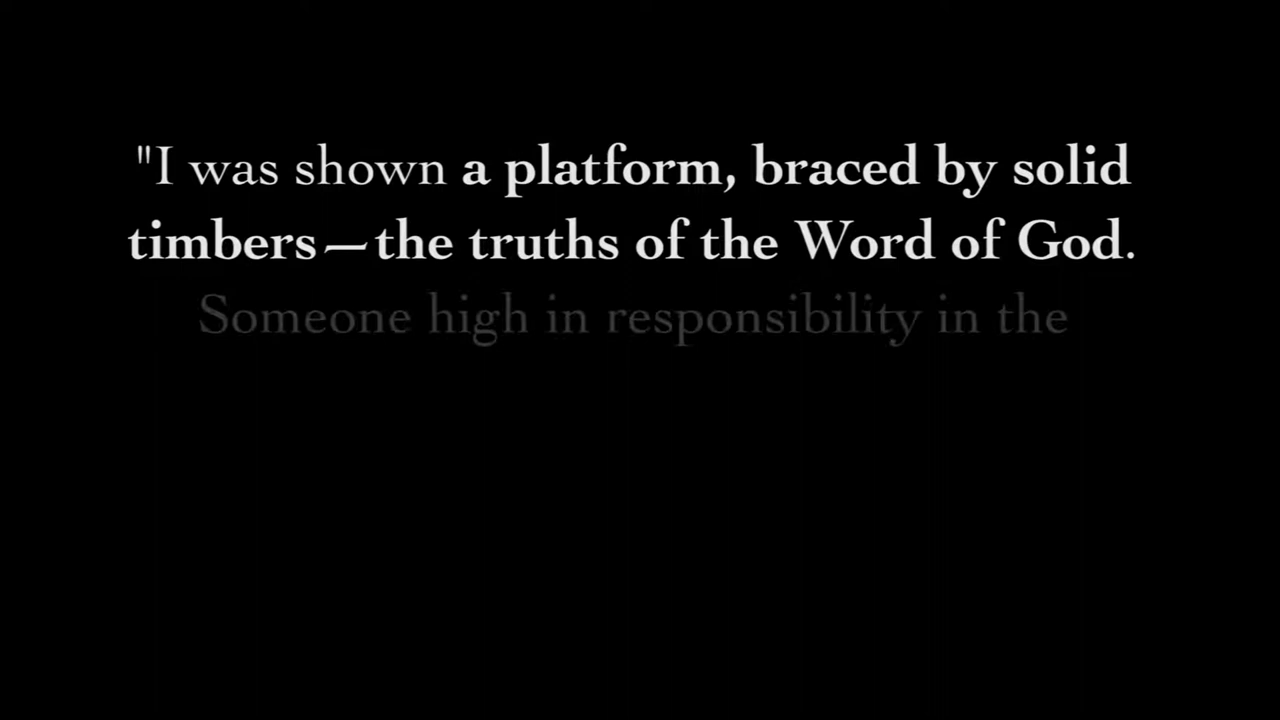 "I was shown a platform, braced by solid
timbers—the truths of the Word of God.
Someone high in responsibility in the